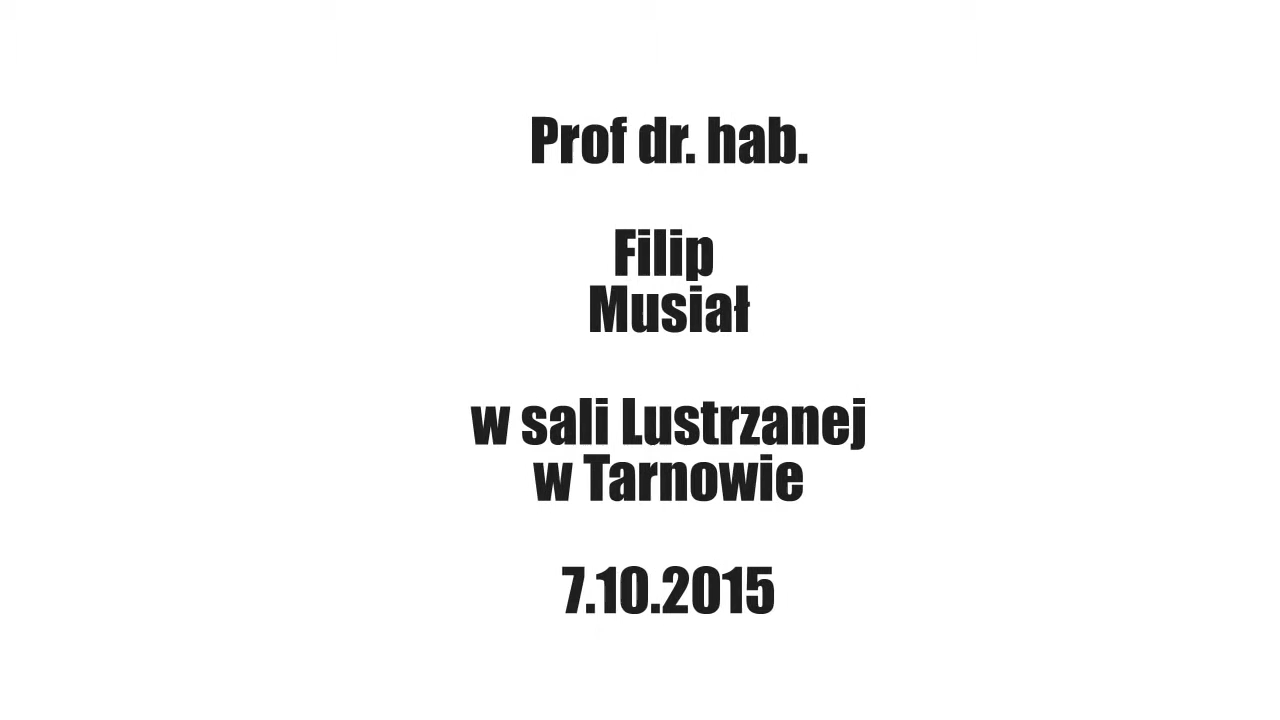 Prof dr. hab.
Filip
Musiał
w sali Lustrzanej
w Tarnowie
7.10.2015